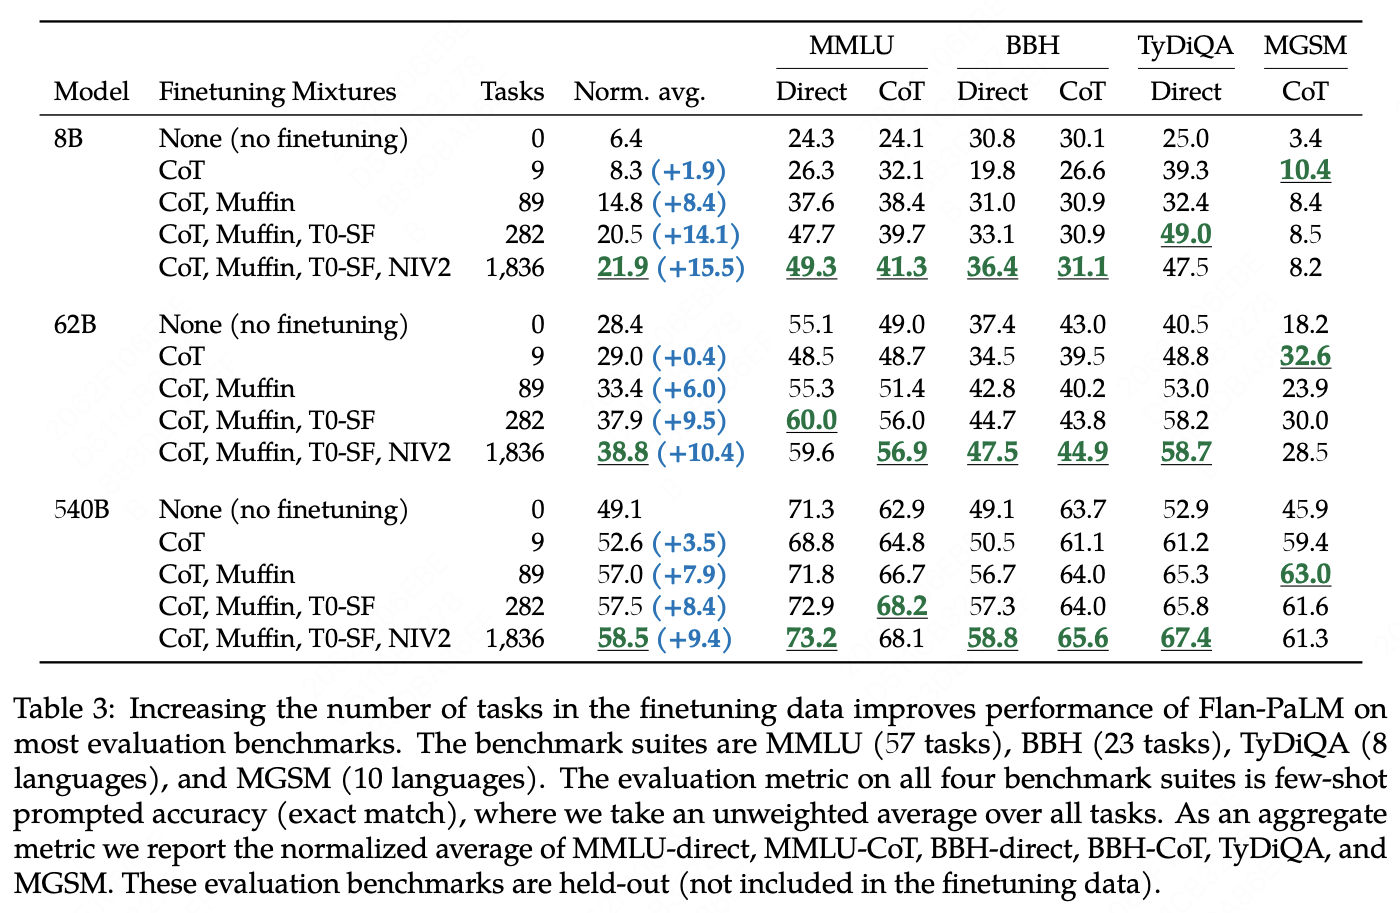 MMLU BBH TyDiQA MGSM
Model Finetuning Mixtures Tasks Norm. avg. Direct CoT Direct CoT Direct CoT
8B None (no finetuning) 0 6.4 24.3 24.1 30.8 30.1 25.0 3.4
CoT 9 8.3 (+1.9) 26.3 32.1 19.8 26.6 39.3 10.4
CoT, Muffin 89 14.8 (+8.4) 37.6 38.4 31.0 30.9 32.4 8.4
CoT, Muffin, T0-SF 282 20.5 (+14.1) 47.7 39.7 33.1 30.9 49.0 8.5
CoT, Muffin, T0-SF, NIV2 1,836 21.9 (+15.5) 49.3 41.3 36.4 31.1 47.5 8.2
62B None (no finetuning) 0 28.4 55.1 49.0 37.4 43.0 40.5 18.2
CoT 9 29.0 (+0.4) 48.5 48.7 34.5 39.5 48.8 32.6
CoT, Muffin 89 33.4 (+6.0) 55.3 51.4 42.8 40.2 53.0 23.9
CoT, Muffin, T0-SF 282 37.9 (+9.5) 60.0 56.0 44.7 43.8 58.2 30.0
CoT, Muffin, T0-SF, NIV2 1,836 38.8 (+10.4) 59.6 56.9 47.5 44.9 58.7 28.5
540B None (no finetuning) 0 49.1 71.3 62.9 49.1 63.7 52.9 45.9
CoT 9 52.6 (+3.5) 68.8 64.8 50.5 61.1 61.2 59.4
CoT, Muffin 89 57.0 (+7.9) 71.8 66.7 56.7 64.0 65.3 63.0
CoT, Muffin, T0-SF 282 57.5 (+8.4) 72.9 68.2 57.3 64.0 65.8 61.6
CoT, Muffin, T0-SF, NIV2 1,836 58.5 (+9.4) 73.2 68.1 58.8 65.6 67.4 61.3
Table 3: Increasing the number of tasks in the finetuning data improves performance of Flan-PaLM on
most evaluation benchmarks. The benchmark suites are MMLU (57 tasks), BBH (23 tasks), TyDiQA (8
languages), and MGSM (10 languages). The evaluation metric on all four benchmark suites is few-shot
prompted accuracy (exact match), where we take an unweighted average over all tasks. As an aggregate
metric we report the normalized average of MMLU-direct, MMLU-CoT, BBH-direct, BBH-CoT, TyDiQA, and
MGSM. These evaluation benchmarks are held-out (not included in the finetuning data).